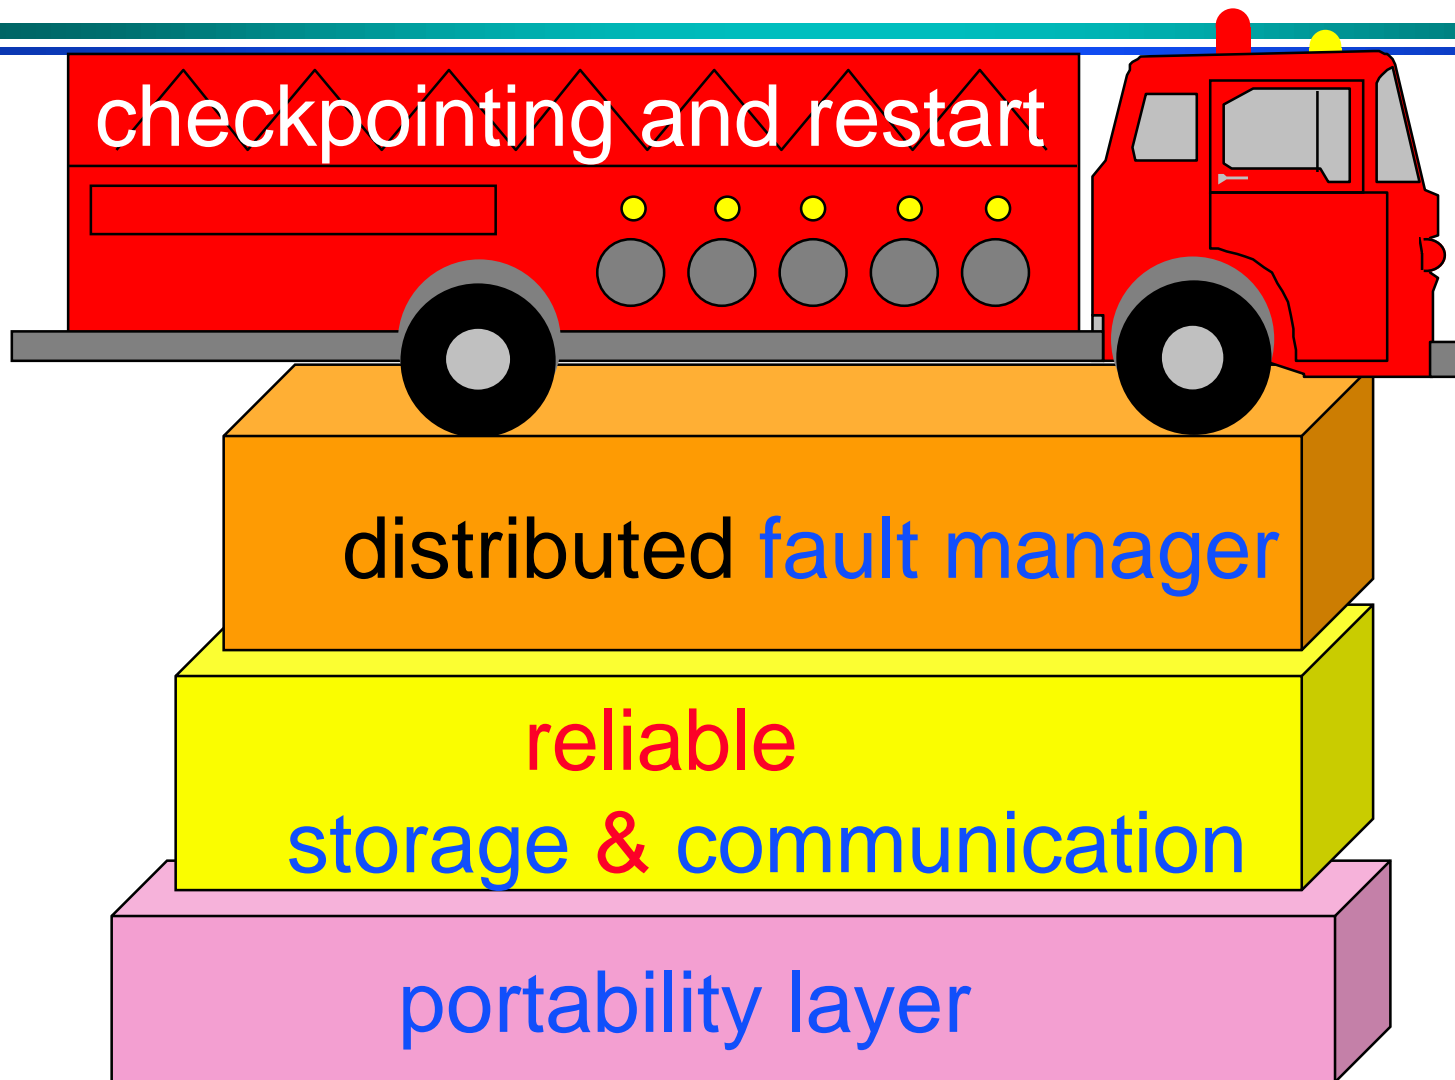 checkpointing and restart
distributed fault manager
reliable
storage & communication
portability layer